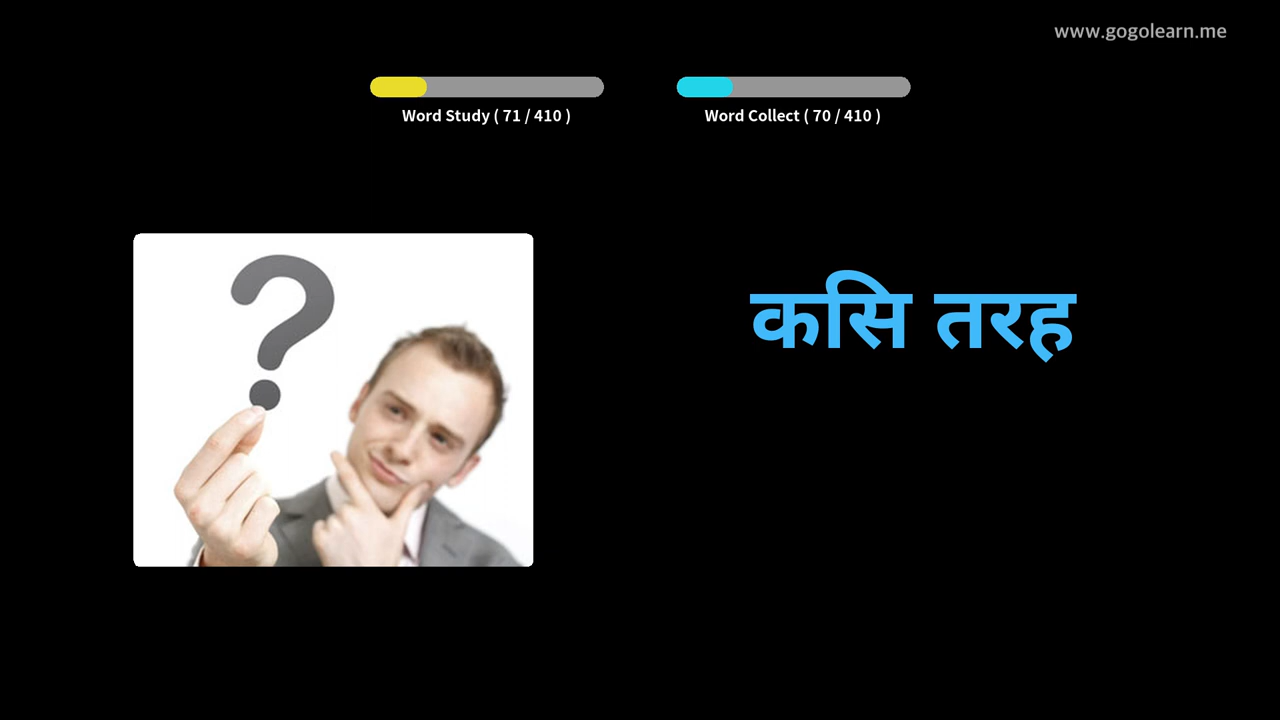 www.gogolearn.me
Word Study ( 71 / 410 )
Word Collect ( 70 / 410 )
?
कसि तरह